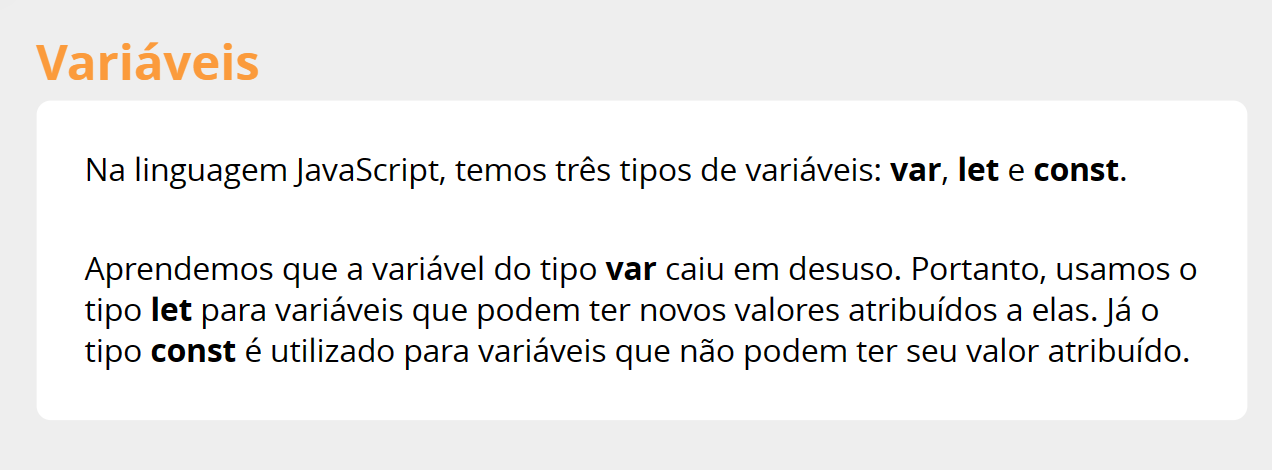 Variáveis
Na linguagem JavaScript, temos três tipos de variáveis: var, let e const.
Aprendemos que a variável do tipo var caiu em desuso. Portanto, usamos o
tipo let para variáveis que podem ter novos valores atribuídos a elas. Já o
tipo const é utilizado para variáveis que não podem ter seu valor atribuído.